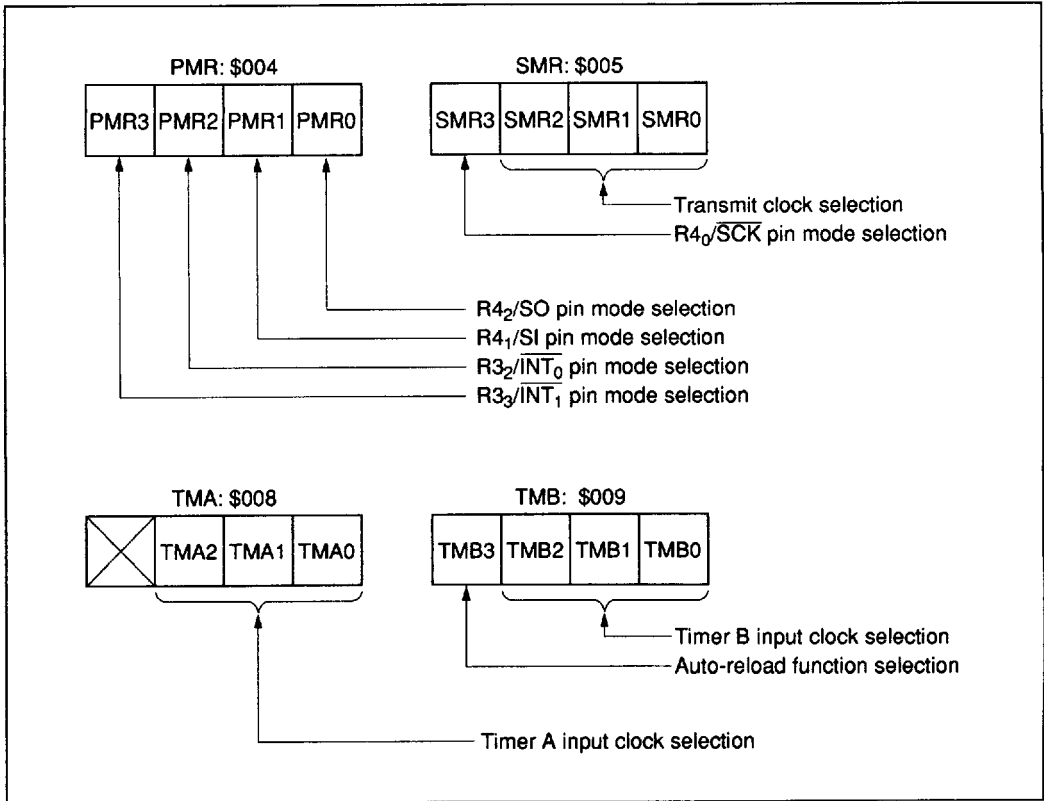 PMR: $004
PMR3 PMR2 PMR1 PMR0
SMR: $005
SMR3 SMR2 SMR1 SMR0
Transmit clock selection
R4₀/S̅C̅K̅ pin mode selection
R4₂/SO pin mode selection
R4₁/SI pin mode selection
R3₂/I̅N̅T̅₀̅ pin mode selection
R3₃/I̅N̅T̅₁̅ pin mode selection
TMA: $008
TMA2 TMA1 TMA0
TMB: $009
TMB3 TMB2 TMB1 TMB0
Timer B input clock selection
Auto-reload function selection
Timer A input clock selection